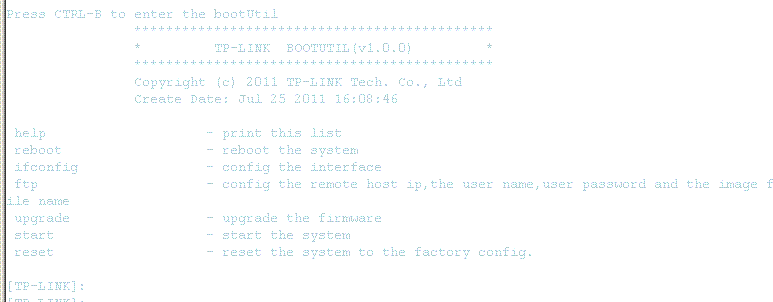 Press CTRL-B to enter the bootUtil
+++++++++++++++++++++++++++++++++++++++++++++
* TP-LINK BOOTUTIL(v1.0.0) *
+++++++++++++++++++++++++++++++++++++++++++++
Copyright (c) 2011 TP-LINK Tech. Co., Ltd
Create Date: Jul 25 2011 16:08:46
help - print this list
reboot - reboot the system
ifconfig - config the interface
ftp - config the remote host ip,the user name,user password and the image f
ile name
upgrade - upgrade the firmware
start - start the system
reset - reset the system to the factory config.
[TP-LINK]:
[TP-LINK]: